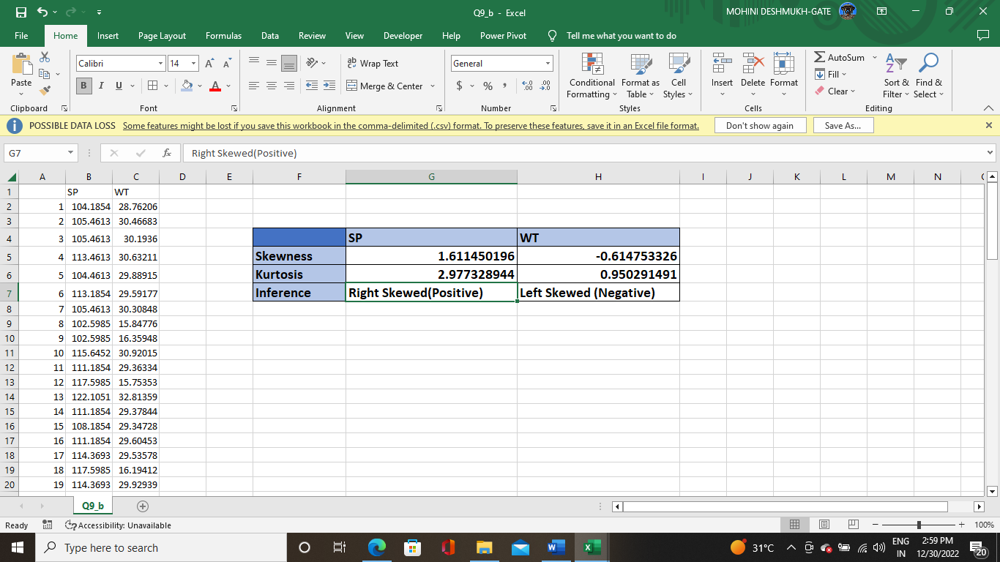 Q9_b - Excel
MOHINI DESHMUKH-GATE
File Home Insert Page Layout Formulas Data Review View Developer Help Power Pivot Tell me what you want to do
Paste
Calibri 14
B I U
Wrap Text
Merge & Center
General
$ % ,
Conditional Formatting
Format as Table
Cell Styles
Insert Delete Format
AutoSum
Fill
Clear
Sort & Filter
Find & Select
Clipboard Font Alignment Number Styles Cells Editing
POSSIBLE DATA LOSS Some features might be lost if you save this workbook in the comma-delimited (.csv) format. To preserve these features, save it in an Excel file format. Don't show again Save As...
G7 fx Right Skewed(Positive)
A B C D E F G H I J K L M N
1 SP WT
2 1 104.1854 28.76206
3 2 105.4613 30.46683
4 3 105.4613 30.1936 SP WT
5 4 113.4613 30.63211 Skewness 1.611450196 -0.614753326
6 5 104.4613 29.88915 Kurtosis 2.977328944 0.950291491
7 6 113.1854 29.59177 Inference Right Skewed(Positive) Left Skewed (Negative)
8 7 105.4613 30.30848
9 8 102.5985 15.84776
10 9 102.5985 16.35948
11 10 115.6452 30.92015
12 11 111.1854 29.36334
13 12 117.5985 15.75353
14 13 122.1051 32.81359
15 14 111.1854 29.37844
16 15 108.1854 29.34728
17 16 111.1854 29.60453
18 17 114.3693 29.53578
19 18 117.5985 16.19412
20 19 114.3693 29.92939
Q9_b
Ready Accessibility: Unavailable 100%
Type here to search
31°C
ENG IN
2:59 PM
12/30/2022
20